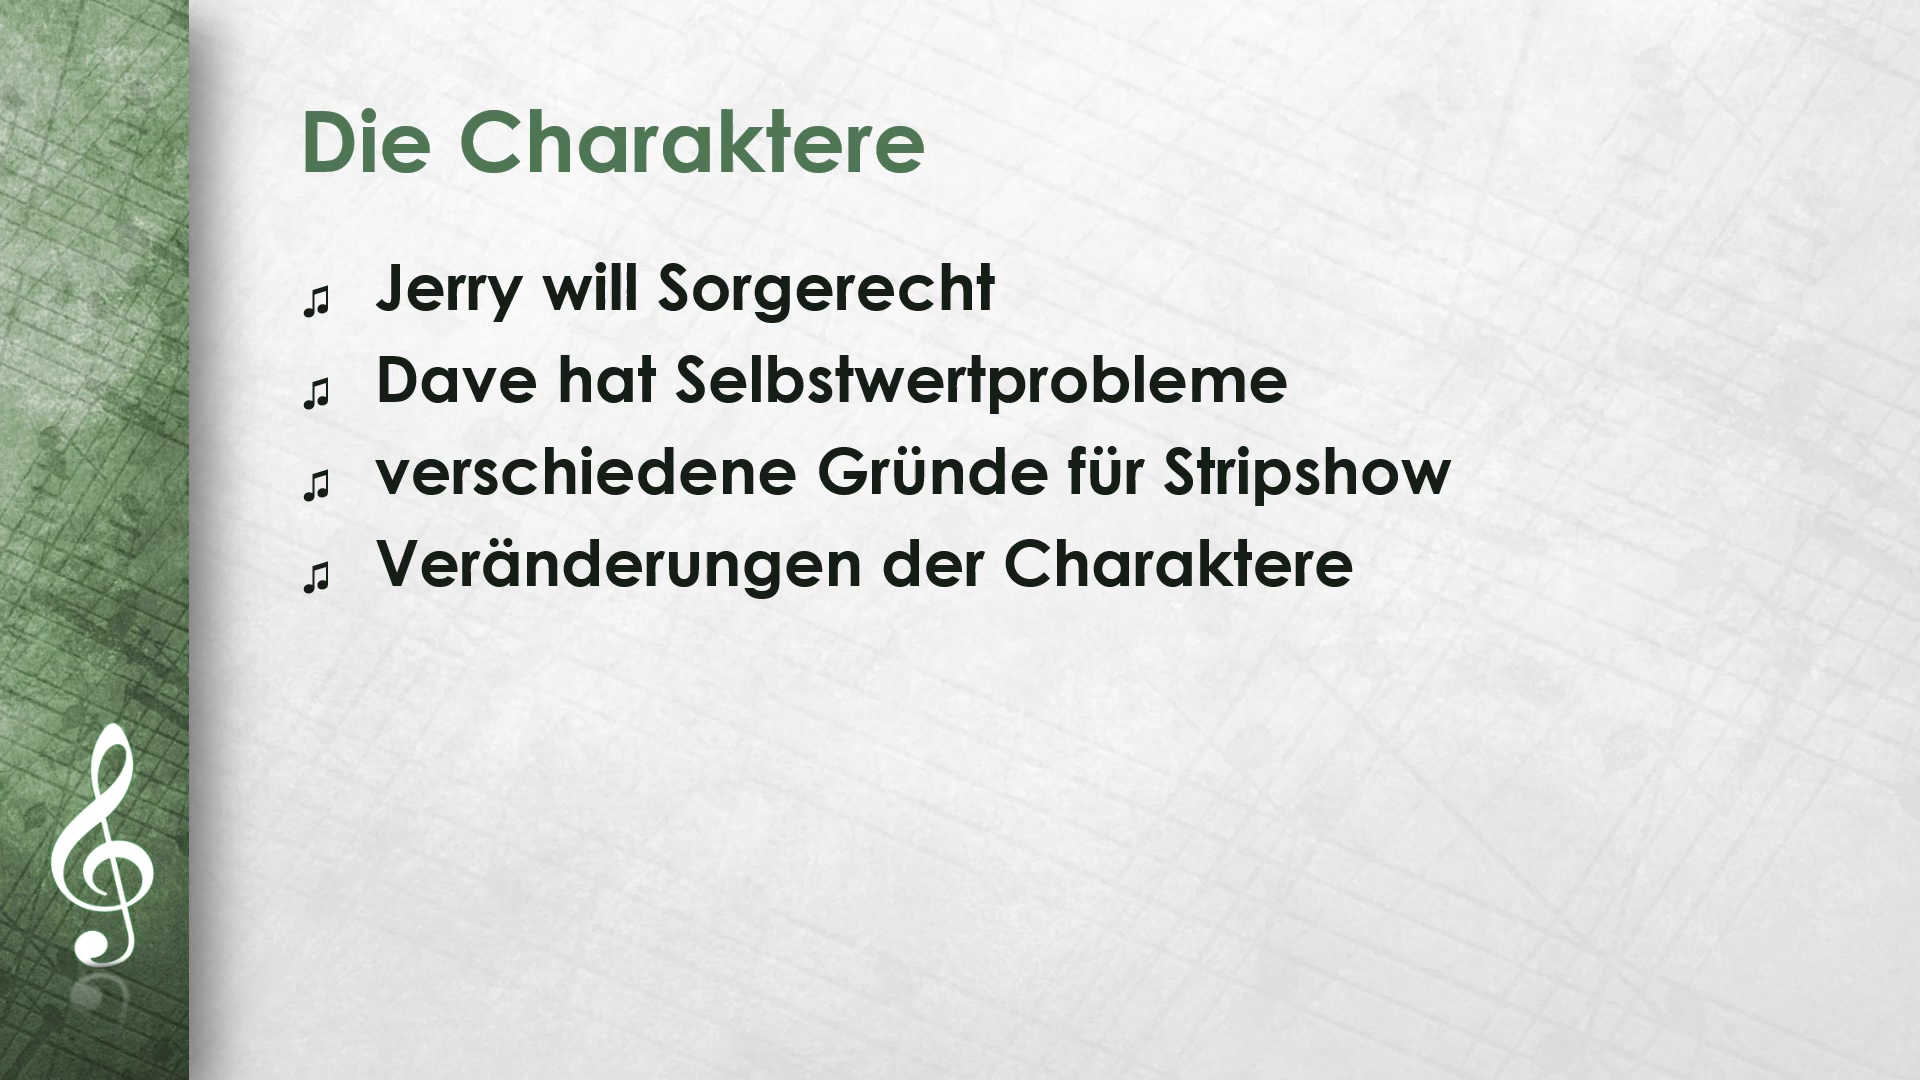 Die Charaktere
♫ Jerry will Sorgerecht
♫ Dave hat Selbstwertprobleme
♫ verschiedene Gründe für Stripshow
♫ Veränderungen der Charaktere